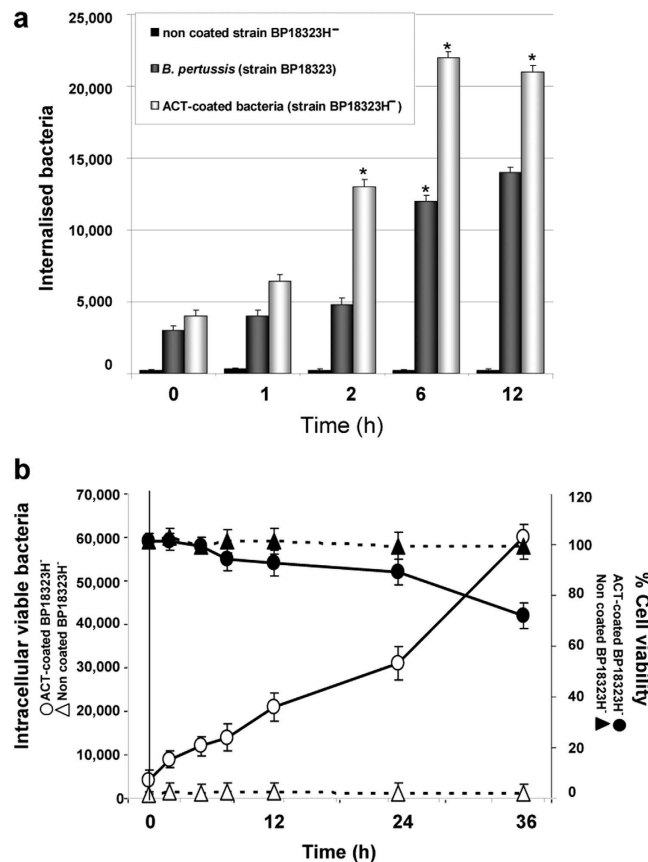 a
25,000
20,000
15,000
10,000
5,000
0
Internalised bacteria
non coated strain BP18323H⁻
B. pertussis (strain BP18323)
ACT-coated bacteria (strain BP18323H⁻)
*
*
*
*
0 1 2 6 12
Time (h)
b
Intracellular viable bacteria
○ ACT-coated BP18323H⁻
△ Non coated BP18323H⁻
70,000
60,000
50,000
40,000
30,000
20,000
10,000
0
120
100
80
60
40
20
0
% Cell viability
ACT-coated BP18323H⁻ ●
Non coated BP18323H⁻ ▲
0 12 24 36
Time (h)